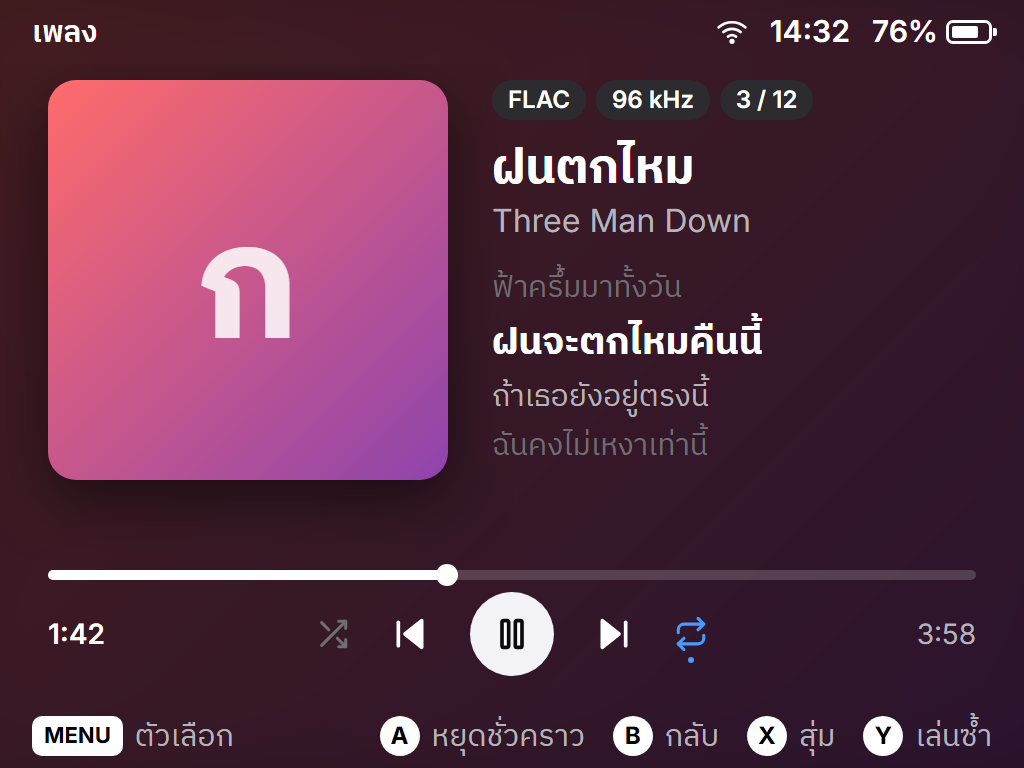 เพลง 14:32 76%
FLAC 96 kHz 3 / 12
ฝนตกไหม
Three Man Down
ก
ฟ้าครึ้มมาทั้งวัน
ฝนจะตกไหมคืนนี้
ถ้าเธอยังอยู่ตรงนี้
ฉันคงไม่เหงาเท่านี้
1:42 3:58
MENU ตัวเลือก A หยุดชั่วคราว B กลับ X สุ่ม Y เล่นซ้ำ